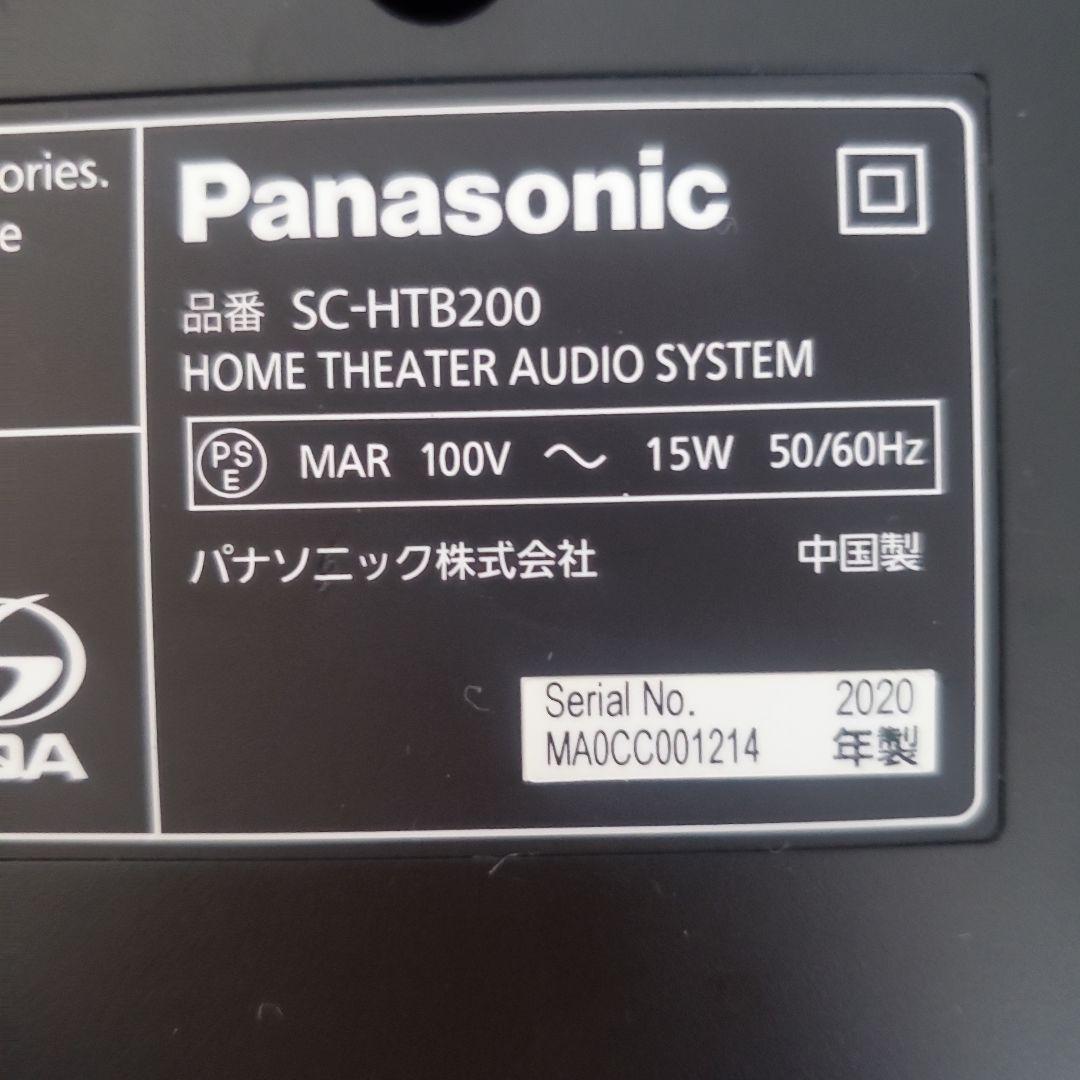 ories.
e
Panasonic
品番 SC-HTB200
HOME THEATER AUDIO SYSTEM
PSE MAR 100V ～ 15W 50/60Hz
パナソニック株式会社 中国製
Serial No. 2020
MA0CC001214 年製
QA